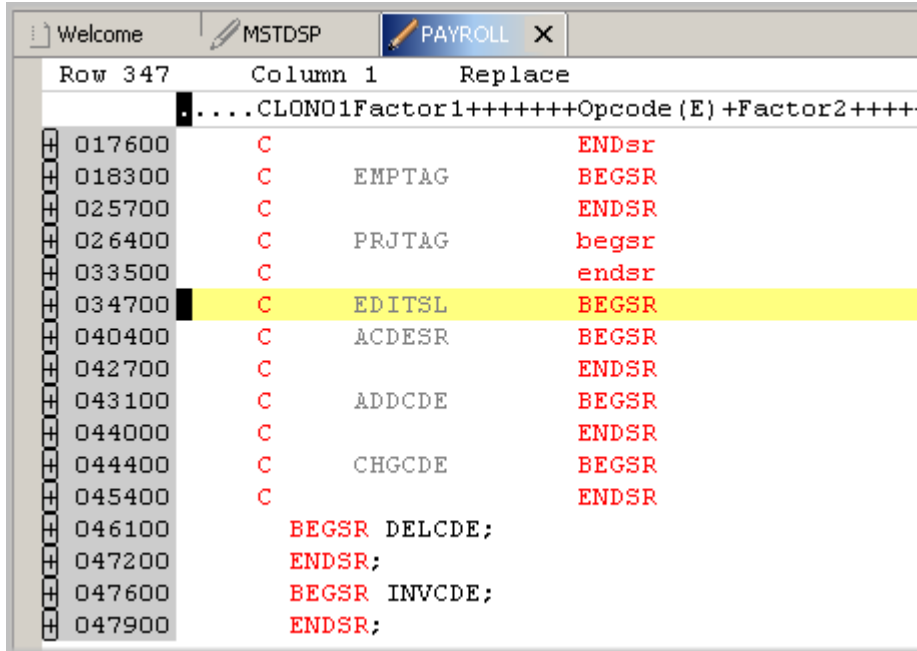 Welcome MSTDSP PAYROLL
Row 347 Column 1 Replace
.....CL0N01Factor1+++++++Opcode(E)+Factor2+++++
017600 C ENDsr
018300 C EMPTAG BEGSR
025700 C ENDSR
026400 C PRJTAG begsr
033500 C endsr
034700 C EDITSL BEGSR
040400 C ACDESR BEGSR
042700 C ENDSR
043100 C ADDCDE BEGSR
044000 C ENDSR
044400 C CHGCDE BEGSR
045400 C ENDSR
046100 BEGSR DELCDE;
047200 ENDSR;
047600 BEGSR INVCDE;
047900 ENDSR;